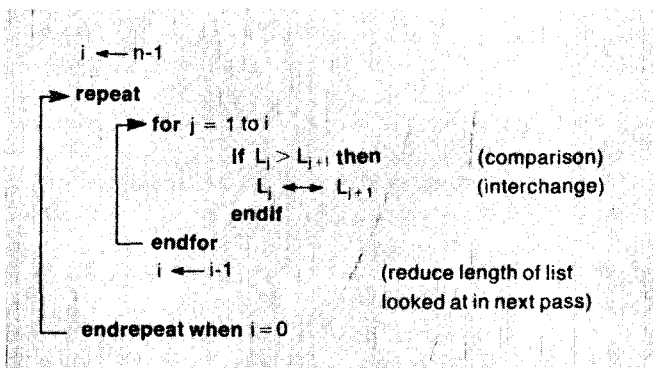 i ← n-1
repeat
for j = 1 to i
If Lj > Lj+1 then (comparison)
Lj ↔ Lj+1 (interchange)
endif
endfor
i ← i-1 (reduce length of list
looked at in next pass)
endrepeat when i=0